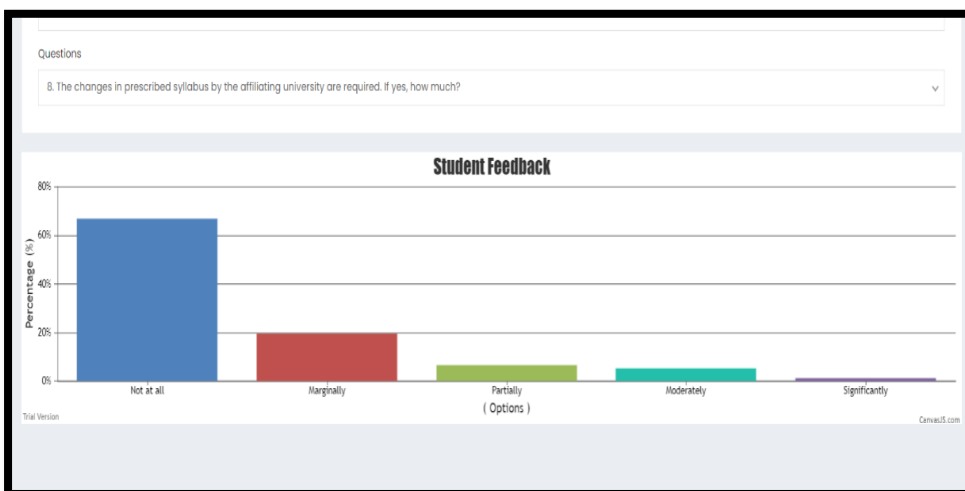 Questions
8. The changes in prescribed syllabus by the affiliating university are required. If yes, how much?
Student Feedback
80%
60%
40%
20%
0%
Percentage (%)
Not at all
Marginally
Partially
Moderately
Significantly
( Options )
Trial Version
CanvasJS.com